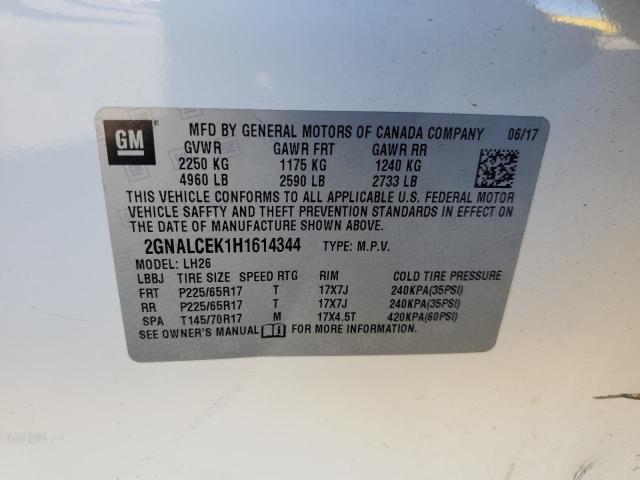 GM
MFD BY GENERAL MOTORS OF CANADA COMPANY 06/17
GVWR GAWR FRT GAWR RR
2250 KG 1175 KG 1240 KG
4960 LB 2590 LB 2733 LB
THIS VEHICLE CONFORMS TO ALL APPLICABLE U.S. FEDERAL MOTOR
VEHICLE SAFETY AND THEFT PREVENTION STANDARDS IN EFFECT ON
THE DATE OF MANUFACTURE SHOWN ABOVE.
2GNALCEK1H1614344 TYPE: M.P.V.
MODEL: LH26
LBBJ TIRE SIZE SPEED RTG RIM COLD TIRE PRESSURE
FRT P225/65R17 T 17X7J 240KPA(35PSI)
RR P225/65R17 T 17X7J 240KPA(35PSI)
SPA T145/70R17 M 17X4.5T 420KPA(60PSI)
SEE OWNER'S MANUAL FOR MORE INFORMATION.